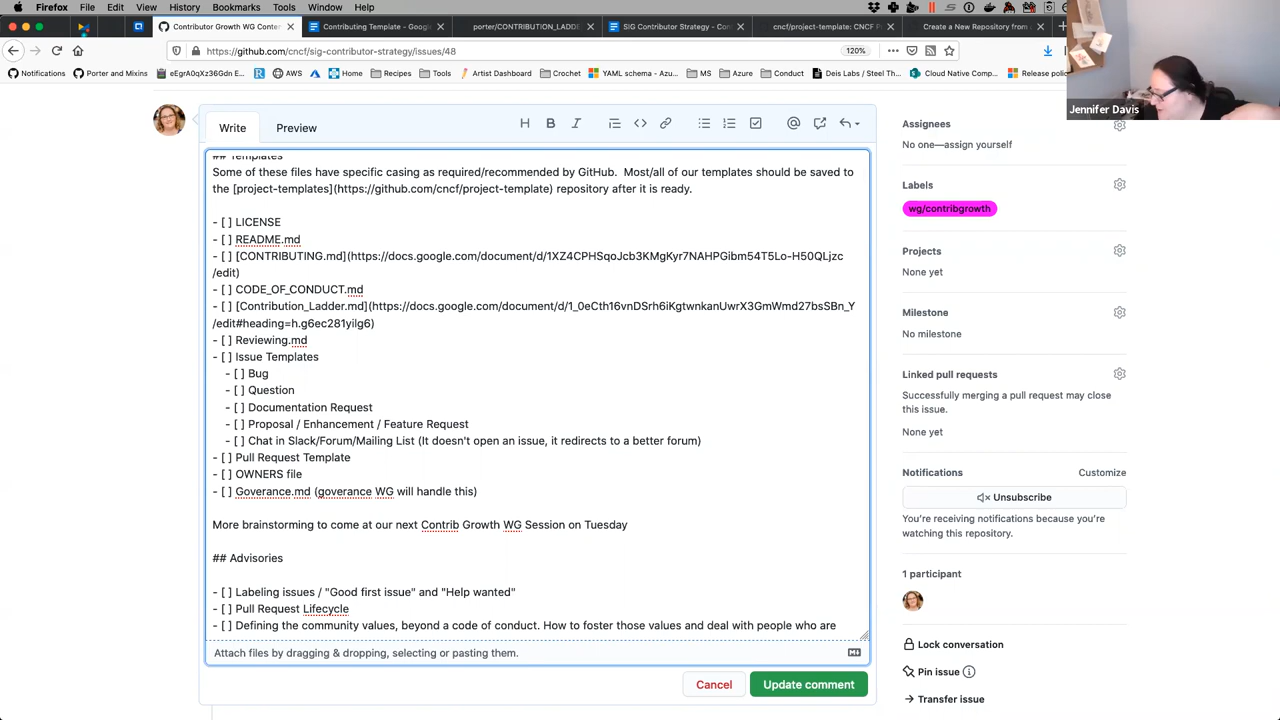 Firefox File Edit View History Bookmarks Tools Window Help
Contributor Growth WG Conten
Contributing Template - Google
porter/CONTRIBUTION_LADDE
SIG Contributor Strategy - Con
cncf/project-template: CNCF P
Create a New Repository from
https://github.com/cncf/sig-contributor-strategy/issues/48
120%
Notifications
Porter and Mixins
eEgrA0qXz36Gdn E...
AWS
Home
Recipes
Tools
Artist Dashboard
Crochet
YAML schema - Azu...
MS
Azure
Conduct
Deis Labs / Steel Th...
Cloud Native Comp...
Release polic
Jennifer Davis
Write
Preview
## Templates
Some of these files have specific casing as required/recommended by GitHub.  Most/all of our templates should be saved to
the [project-templates](https://github.com/cncf/project-template) repository after it is ready.
- [ ] LICENSE
- [ ] README.md
- [ ] [CONTRIBUTING.md](https://docs.google.com/document/d/1XZ4CPHSqoJcb3KMgKyr7NAHPGibm54T5Lo-H50QLjzc
/edit)
- [ ] CODE_OF_CONDUCT.md
- [ ] [Contribution_Ladder.md](https://docs.google.com/document/d/1_0eCth16vnDSrh6iKgtwnkanUwrX3GmWmd27bsSBn_Y
/edit#heading=h.g6ec281yilg6)
- [ ] Reviewing.md
- [ ] Issue Templates
- [ ] Bug
- [ ] Question
- [ ] Documentation Request
- [ ] Proposal / Enhancement / Feature Request
- [ ] Chat in Slack/Forum/Mailing List (It doesn't open an issue, it redirects to a better forum)
- [ ] Pull Request Template
- [ ] OWNERS file
- [ ] Goverance.md (goverance WG will handle this)
More brainstorming to come at our next Contrib Growth WG Session on Tuesday
## Advisories
- [ ] Labeling issues / "Good first issue" and "Help wanted"
- [ ] Pull Request Lifecycle
- [ ] Defining the community values, beyond a code of conduct. How to foster those values and deal with people who are
Attach files by dragging & dropping, selecting or pasting them.
Cancel
Update comment
Assignees
No one—assign yourself
Labels
wg/contribgrowth
Projects
None yet
Milestone
No milestone
Linked pull requests
Successfully merging a pull request may close
this issue.
None yet
Notifications
Customize
Unsubscribe
You're receiving notifications because you're
watching this repository.
1 participant
Lock conversation
Pin issue
Transfer issue